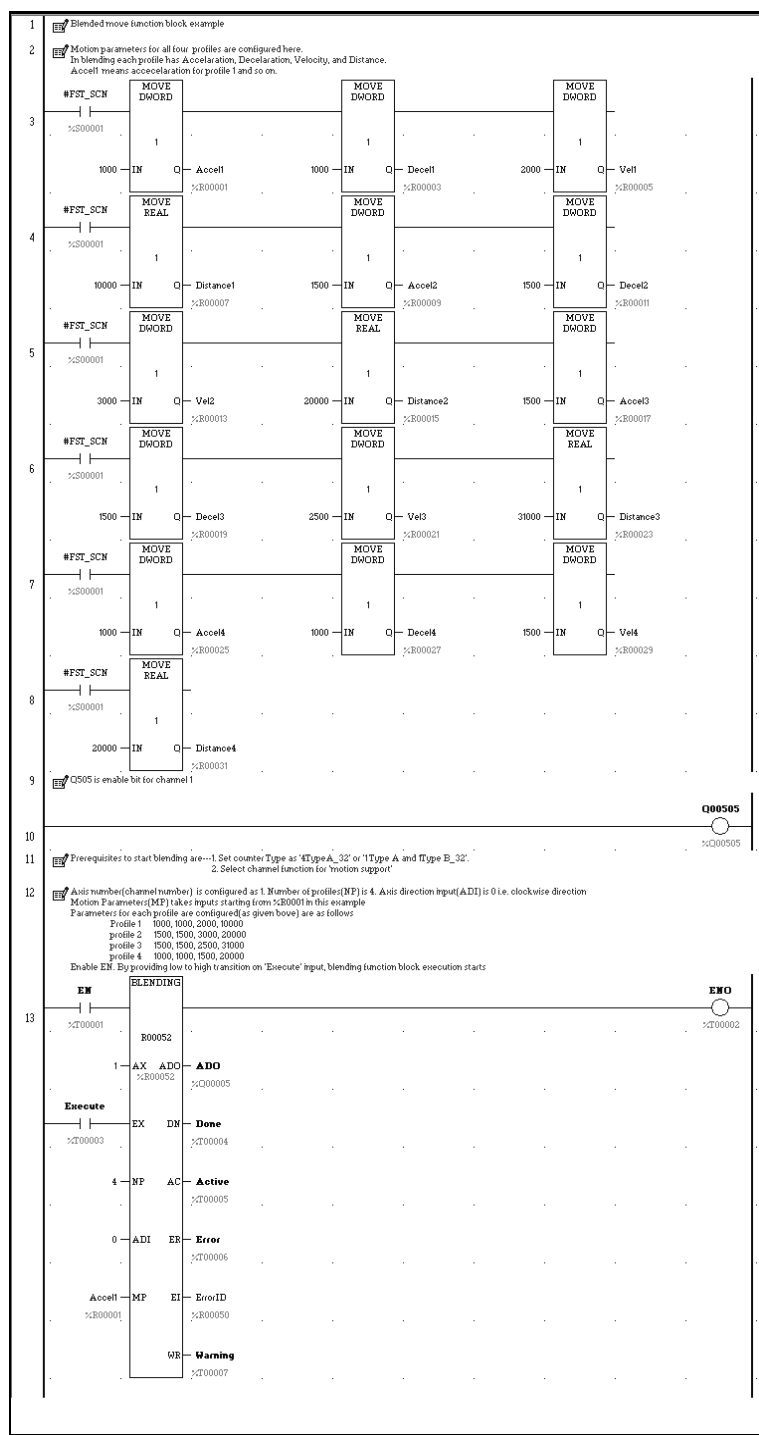 1 Blended move function block example
2 Motion parameters for all four profiles are configured here.
In blending each profile has Accelaration, Decelaration, Velocity, and Distance.
Accel1 means accecelaration for profile 1 and so on.
#FST_SCN MOVE DWORD MOVE DWORD MOVE DWORD
3 %S00001
1 1 1
1000 IN Q Accel1 1000 IN Q Decel1 2000 IN Q Vel1
%R00001 %R00003 %R00005
#FST_SCN MOVE REAL MOVE DWORD MOVE DWORD
4 %S00001
1 1 1
10000 IN Q Distance1 1500 IN Q Accel2 1500 IN Q Decel2
%R00007 %R00009 %R00011
#FST_SCN MOVE DWORD MOVE REAL MOVE DWORD
5 %S00001
1 1 1
3000 IN Q Vel2 20000 IN Q Distance2 1500 IN Q Accel3
%R00013 %R00015 %R00017
#FST_SCN MOVE DWORD MOVE DWORD MOVE REAL
6 %S00001
1 1 1
1500 IN Q Decel3 2500 IN Q Vel3 31000 IN Q Distance3
%R00019 %R00021 %R00023
#FST_SCN MOVE DWORD MOVE DWORD MOVE DWORD
7 %S00001
1 1 1
1000 IN Q Accel4 1000 IN Q Decel4 1500 IN Q Vel4
%R00025 %R00027 %R00029
#FST_SCN MOVE REAL
8 %S00001
1
20000 IN Q Distance4
%R00031
9 Q505 is enable bit for channel 1
Q00505
10 %Q00505
11 Prerequisites to start blending are---1. Set counter Type as '4TypeA_32' or '1Type A and 1Type B_32'.
2. Select channel function for 'motion support'
12 Axis number(channel number) is configured as 1. Number of profiles(NP) is 4. Axis direction input(ADI) is 0 i.e. clockwise direction
Motion Parameters(MP) takes inputs starting from %R0001 in this example
Parameters for each profile are configured(as given bove) are as follows
Profile 1 1000, 1000, 2000, 10000
profile 2 1500, 1500, 3000, 20000
profile 3 1500, 1500, 2500, 31000
profile 4 1000, 1000, 1500, 20000
Enable EN. By providing low to high transition on 'Execute' input, blending function block execution starts
EN BLENDING ENO
13 %T00001 %T00002
R00052
1 AX ADO ADO
%R00052 %Q00005
Execute EX DN Done
%T00003 %T00004
4 NP AC Active
%T00005
0 ADI ER Error
%T00006
Accel1 MP EI ErrorID
%R00001 %R00050
WR Warning
%T00007